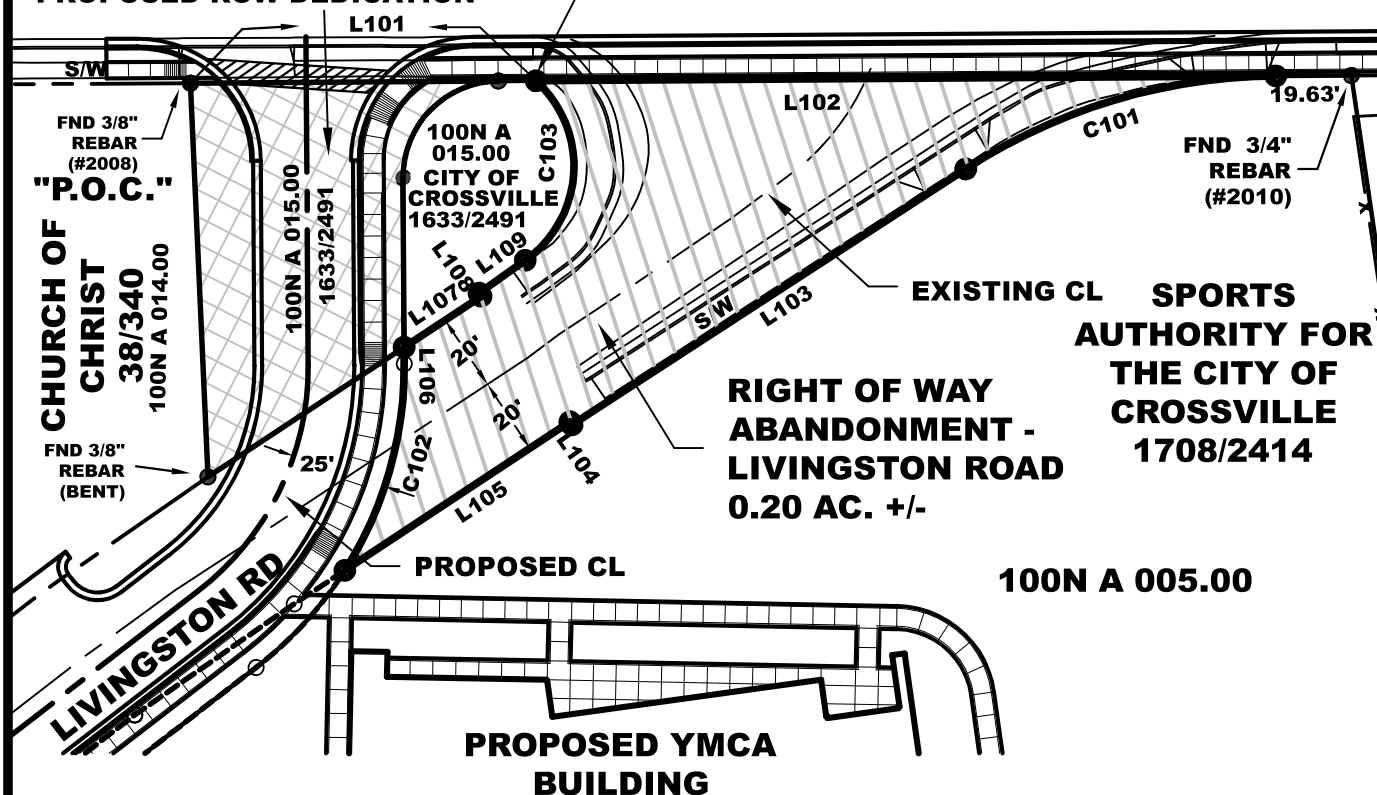 PROPOSED ROW DEDICATION
L101
S/W
FND 3/8"
REBAR
(#2008)
"P.O.C."
CHURCH OF
CHRIST
38/340
100N A 014.00
100N A 015.00
1633/2491
100N A
015.00
CITY OF
CROSSVILLE
1633/2491
C103
L102
C101
19.63'
FND 3/4"
REBAR
(#2010)
X
L108
L109
L107
L106
20'
20'
S/W
L103
EXISTING CL
SPORTS
AUTHORITY FOR
THE CITY OF
CROSSVILLE
1708/2414
RIGHT OF WAY
ABANDONMENT -
LIVINGSTON ROAD
0.20 AC. +/-
FND 3/8"
REBAR
(BENT)
25'
C102
L104
L105
PROPOSED CL
LIVINGSTON RD
100N A 005.00
PROPOSED YMCA
BUILDING